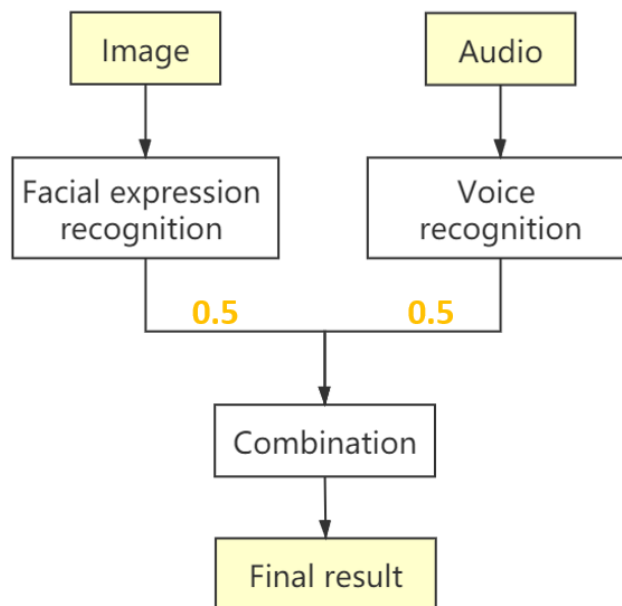 Image
Audio
Facial expression
recognition
Voice
recognition
0.5
0.5
Combination
Final result